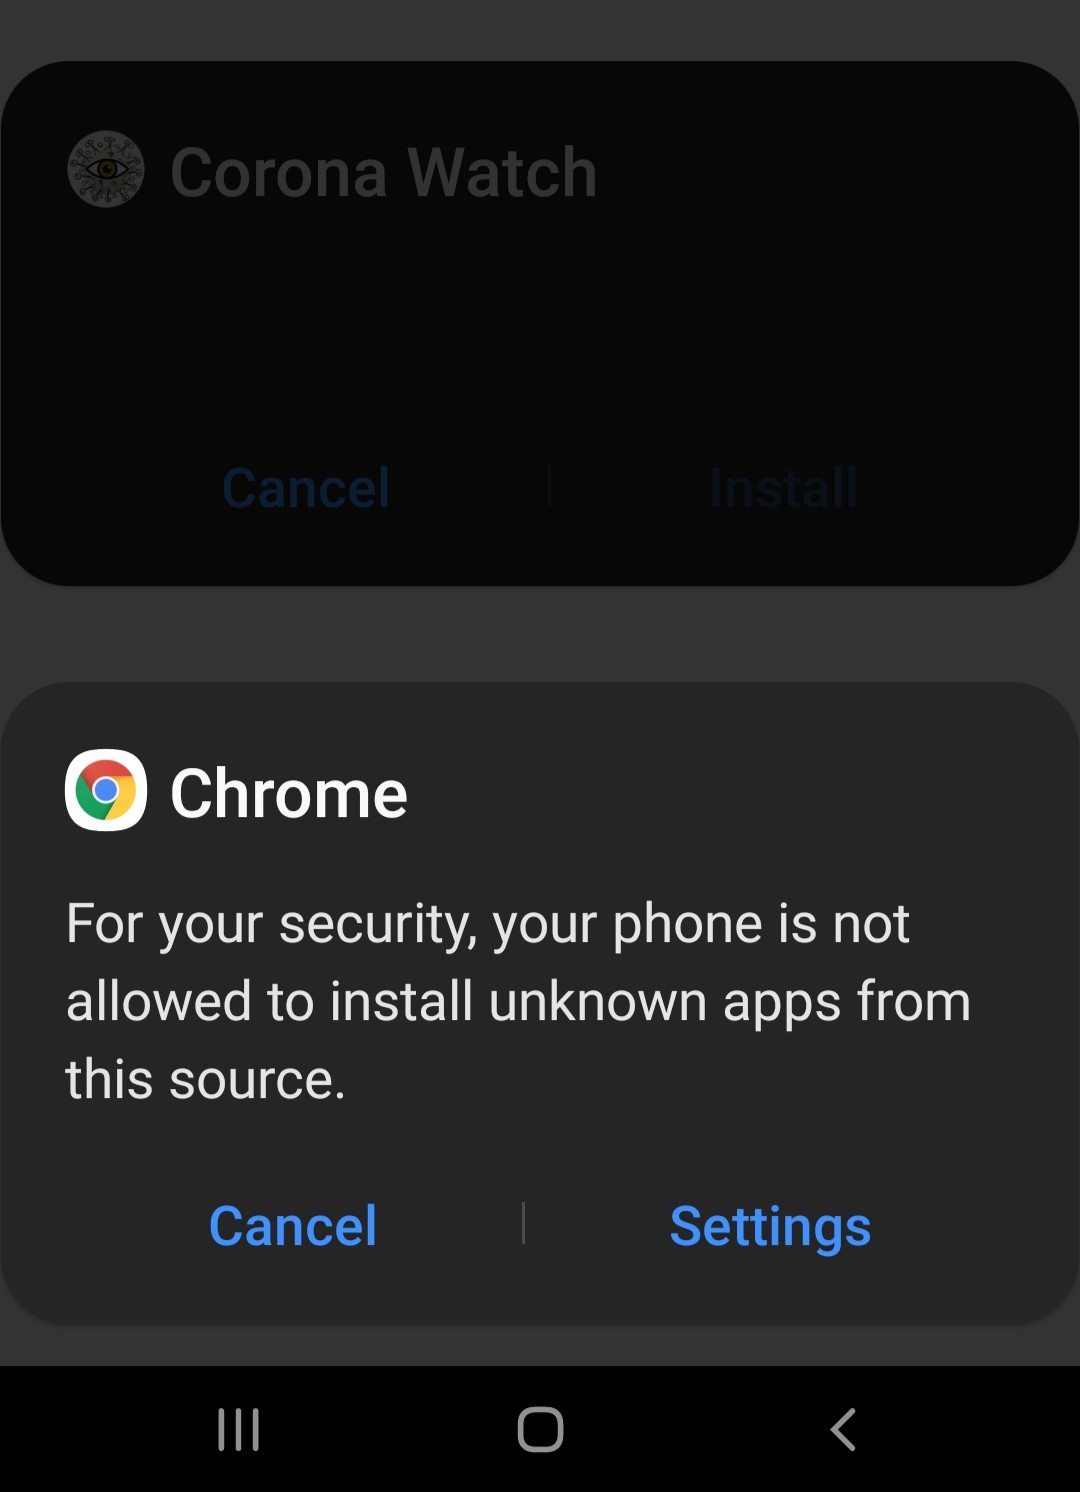 Corona Watch
Cancel Install
Chrome
For your security, your phone is not
allowed to install unknown apps from
this source.
Cancel Settings